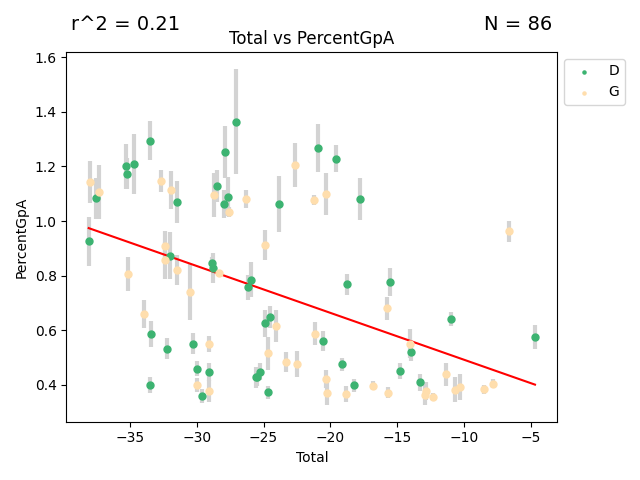 r^2 = 0.21
N = 86
Total vs PercentGpA
D
G
1.6
1.4
1.2
1.0
0.8
0.6
0.4
PercentGpA
−35 −30 −25 −20 −15 −10 −5
Total